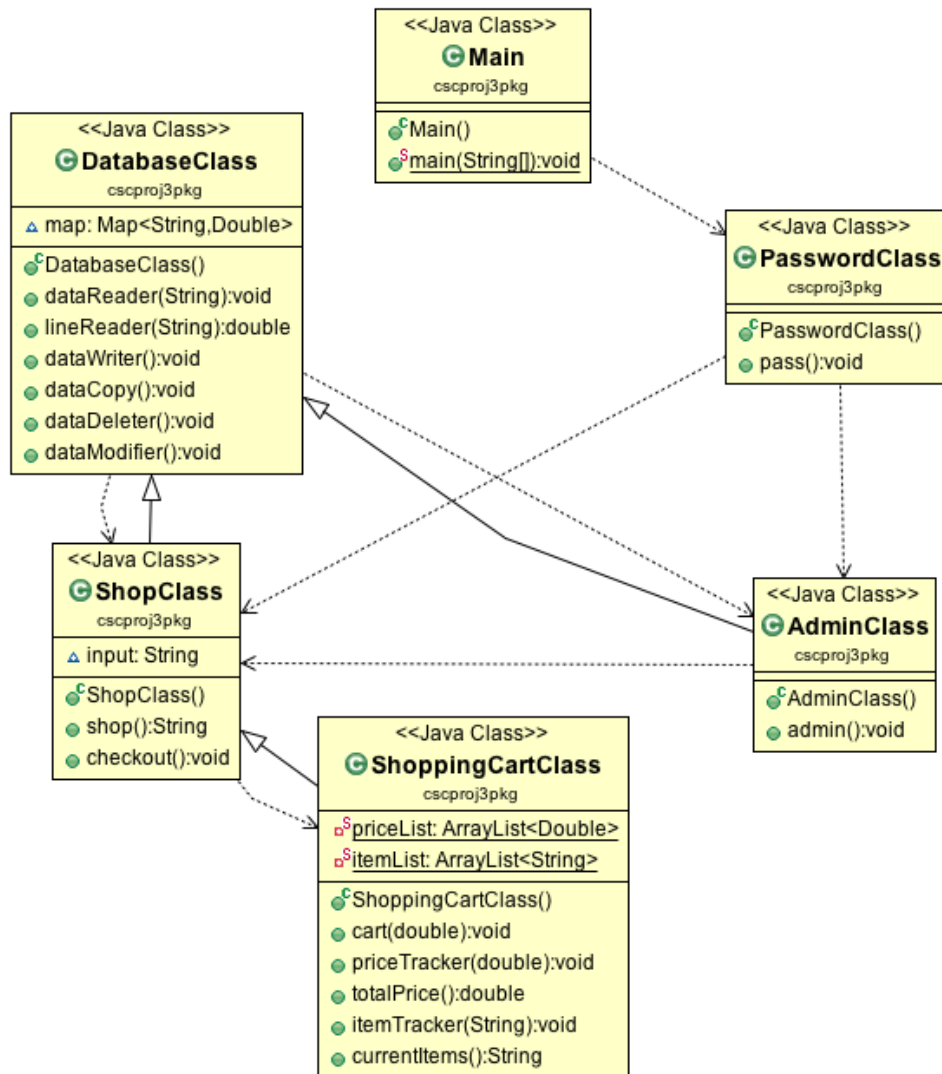 <<Java Class>>
Main
cscproj3pkg
Main()
main(String[]):void
<<Java Class>>
DatabaseClass
cscproj3pkg
map: Map<String,Double>
DatabaseClass()
dataReader(String):void
lineReader(String):double
dataWriter():void
dataCopy():void
dataDeleter():void
dataModifier():void
<<Java Class>>
PasswordClass
cscproj3pkg
PasswordClass()
pass():void
<<Java Class>>
ShopClass
cscproj3pkg
input: String
ShopClass()
shop():String
checkout():void
<<Java Class>>
AdminClass
cscproj3pkg
AdminClass()
admin():void
<<Java Class>>
ShoppingCartClass
cscproj3pkg
priceList: ArrayList<Double>
itemList: ArrayList<String>
ShoppingCartClass()
cart(double):void
priceTracker(double):void
totalPrice():double
itemTracker(String):void
currentItems():String